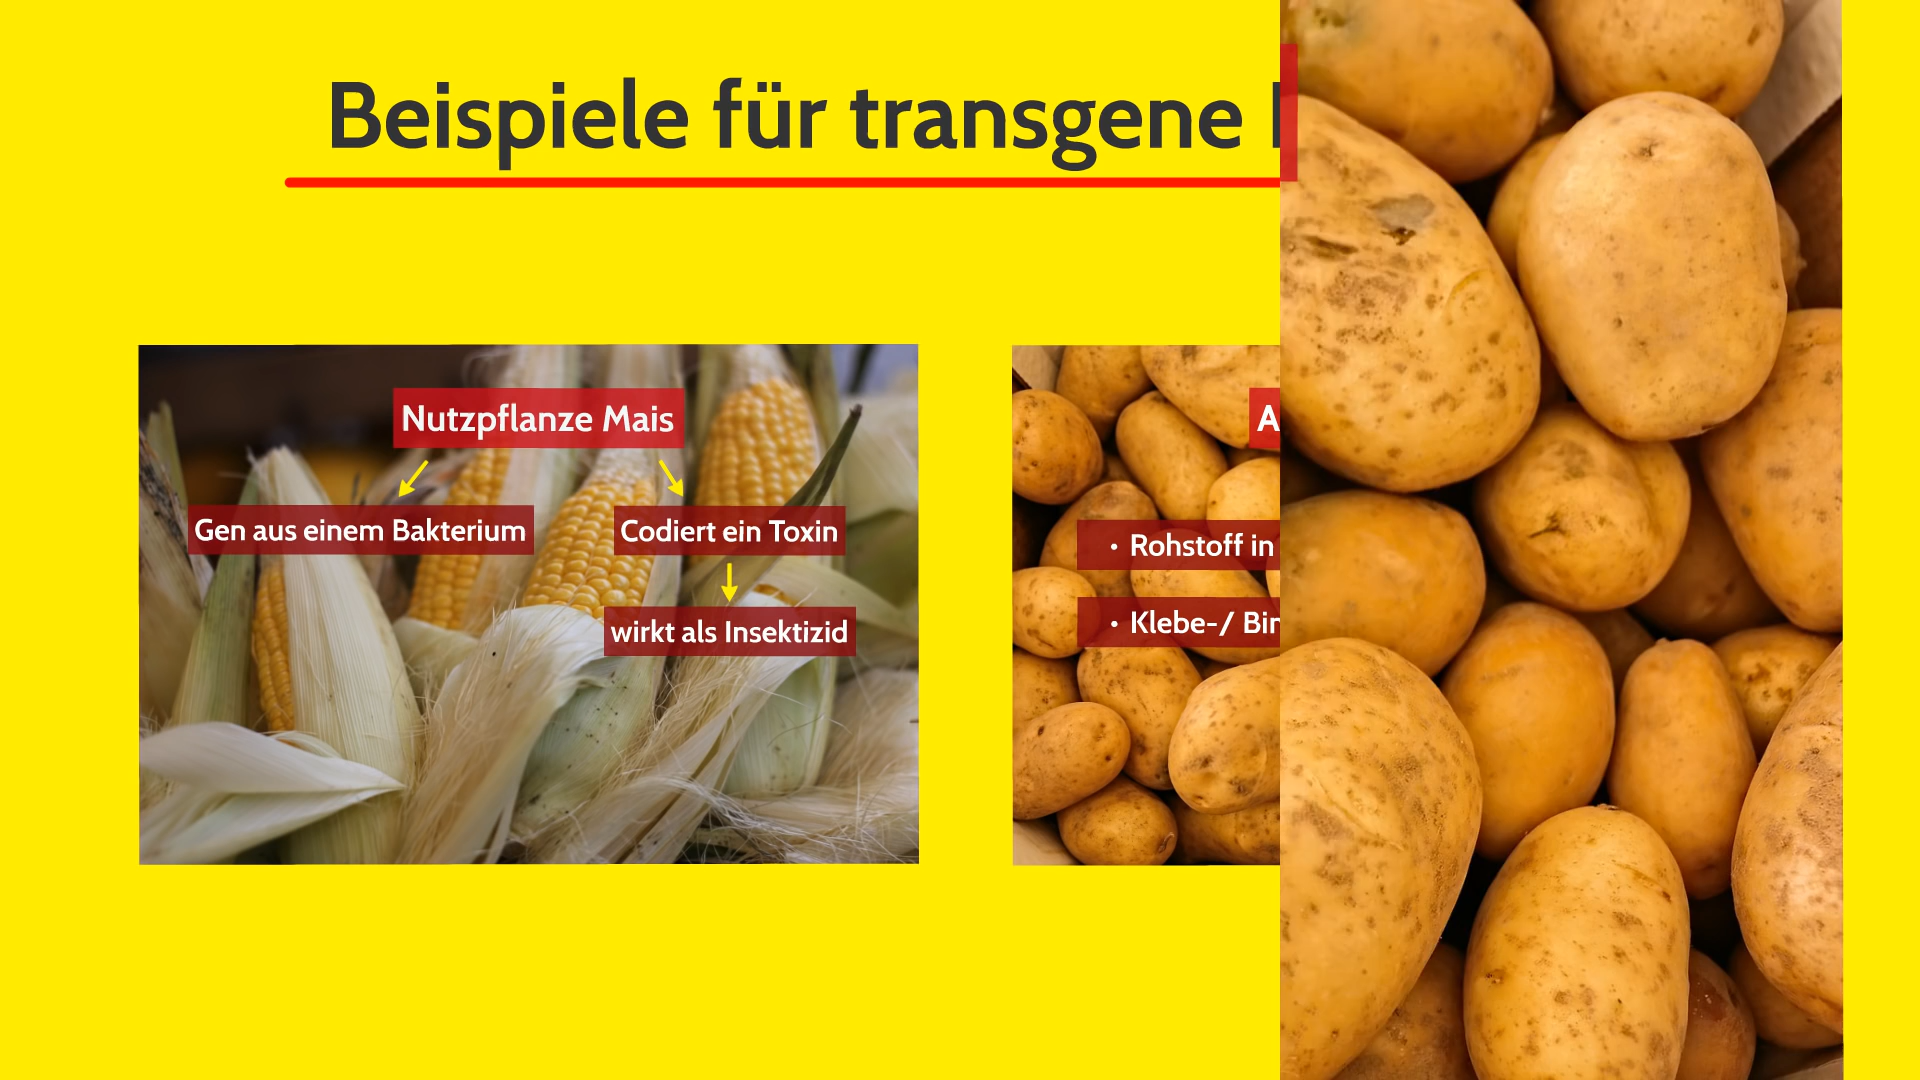 Beispiele für transgene
Nutzpflanze Mais
Gen aus einem Bakterium
Codiert ein Toxin
wirkt als Insektizid
• Rohstoff in
• Klebe-/